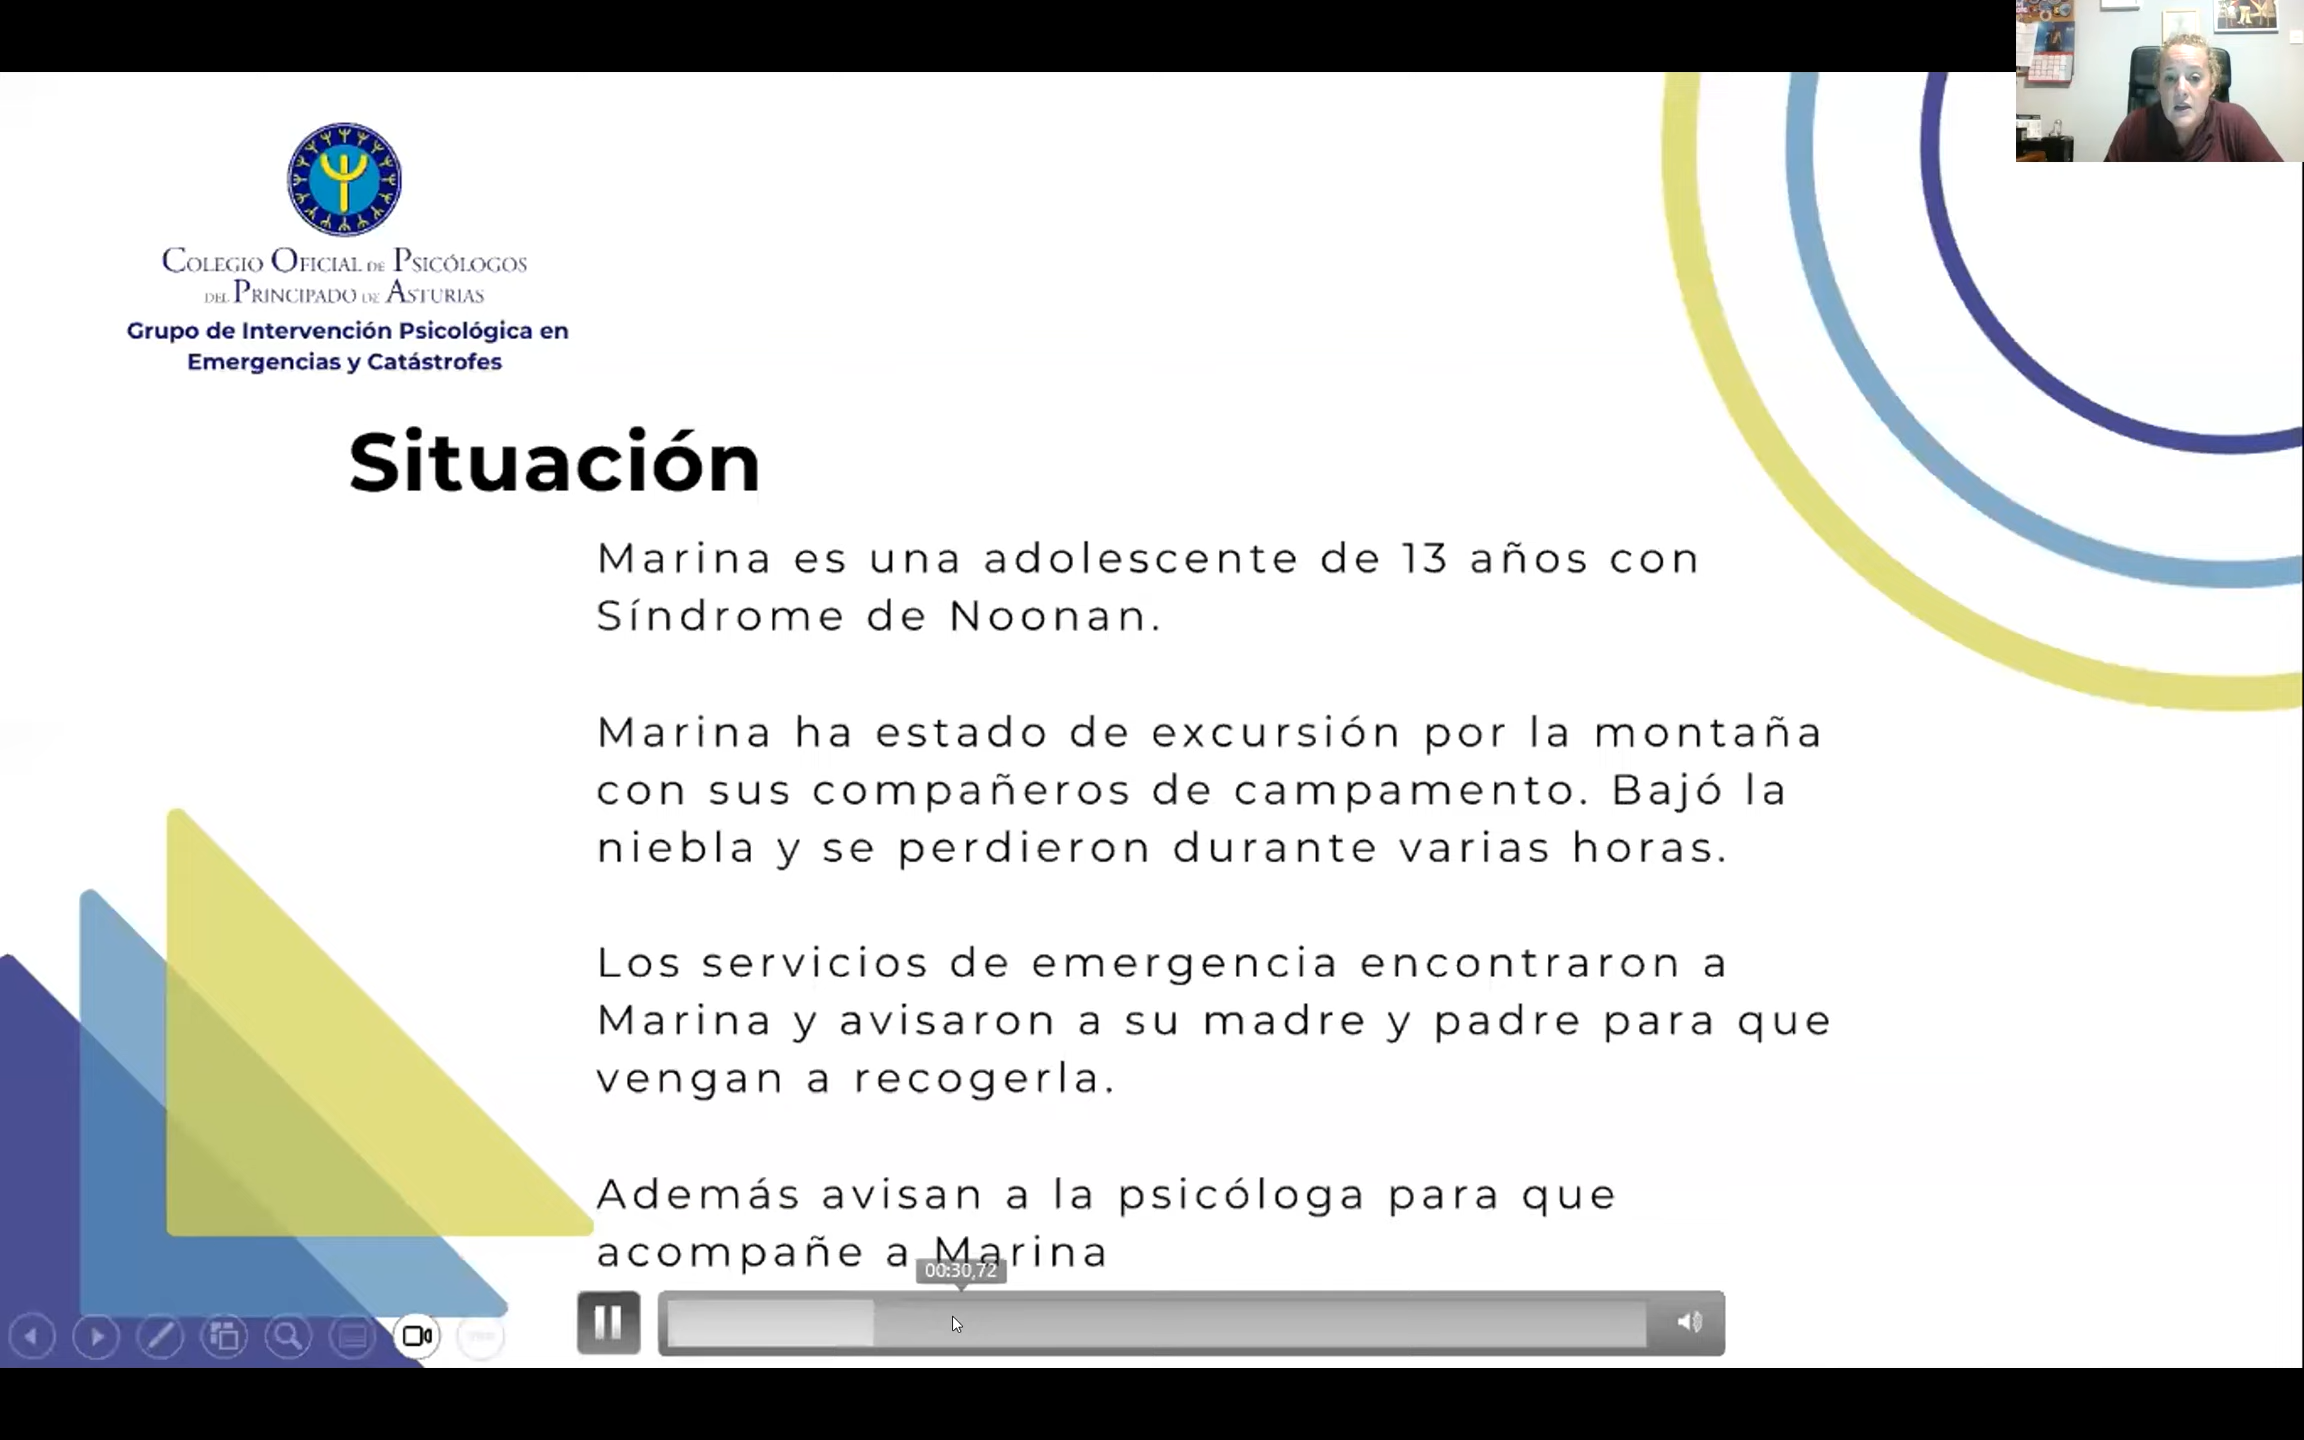 COLEGIO OFICIAL DE PSICÓLOGOS
DEL PRINCIPADO DE ASTURIAS
Grupo de Intervención Psicológica en
Emergencias y Catástrofes
Situación
Marina es una adolescente de 13 años con
Síndrome de Noonan.
Marina ha estado de excursión por la montaña
con sus compañeros de campamento. Bajó la
niebla y se perdieron durante varias horas.
Los servicios de emergencia encontraron a
Marina y avisaron a su madre y padre para que
vengan a recogerla.
Además avisan a la psicóloga para que
acompañe a Marina
00:30,72